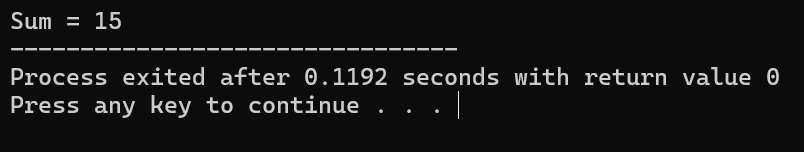 Sum = 15
--------------------------------
Process exited after 0.1192 seconds with return value 0
Press any key to continue . . .